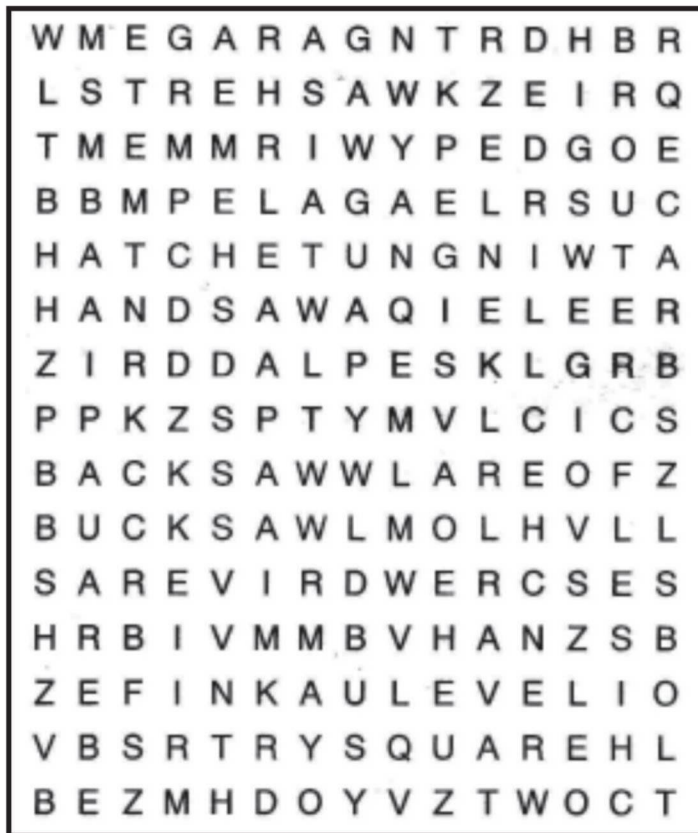 W M E G A R A G N T R D H B R
L S T R E H S A W K Z E I R Q
T M E M M R I W Y P E D G O E
B B M P E L A G A E L R S U C
H A T C H E T U N G N I W T A
H A N D S A W A Q I E L E E R
Z I R D D A L P E S K L G R B
P P K Z S P T Y M V L C I C S
B A C K S A W W L A R E O F Z
B U C K S A W L M O L H V L L
S A R E V I R D W E R C S E S
H R B I V M M B V H A N Z S B
Z E F I N K A U L E V E L I O
V B S R T R Y S Q U A R E H L
B E Z M H D O Y V Z T W O C T